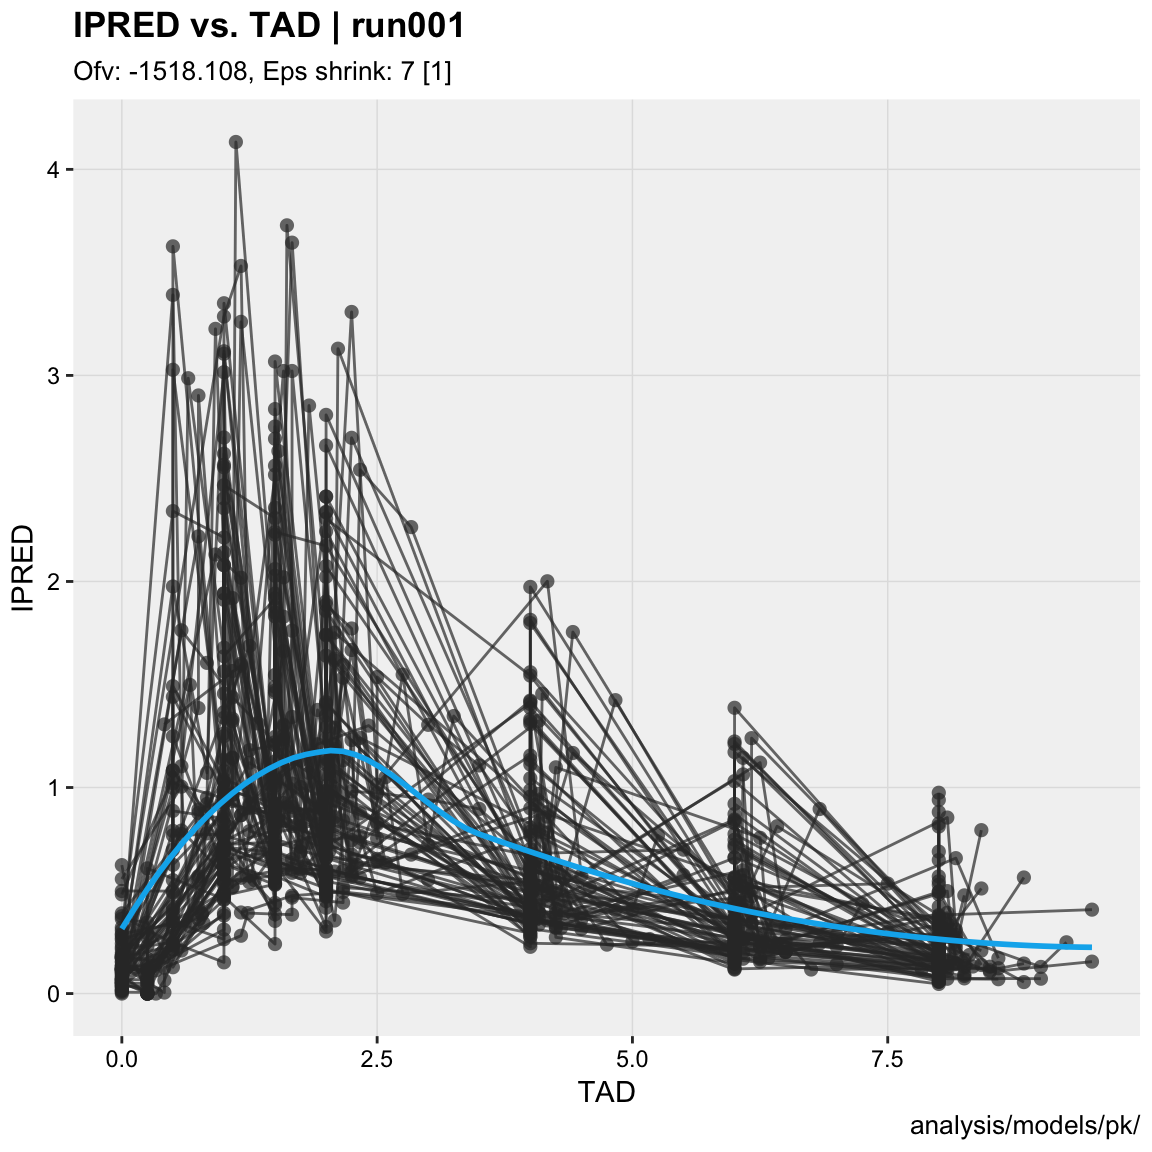 IPRED vs. TAD | run001
Ofv: -1518.108, Eps shrink: 7 [1]
4
3
2
1
0
IPRED
0.0 2.5 5.0 7.5
TAD
analysis/models/pk/